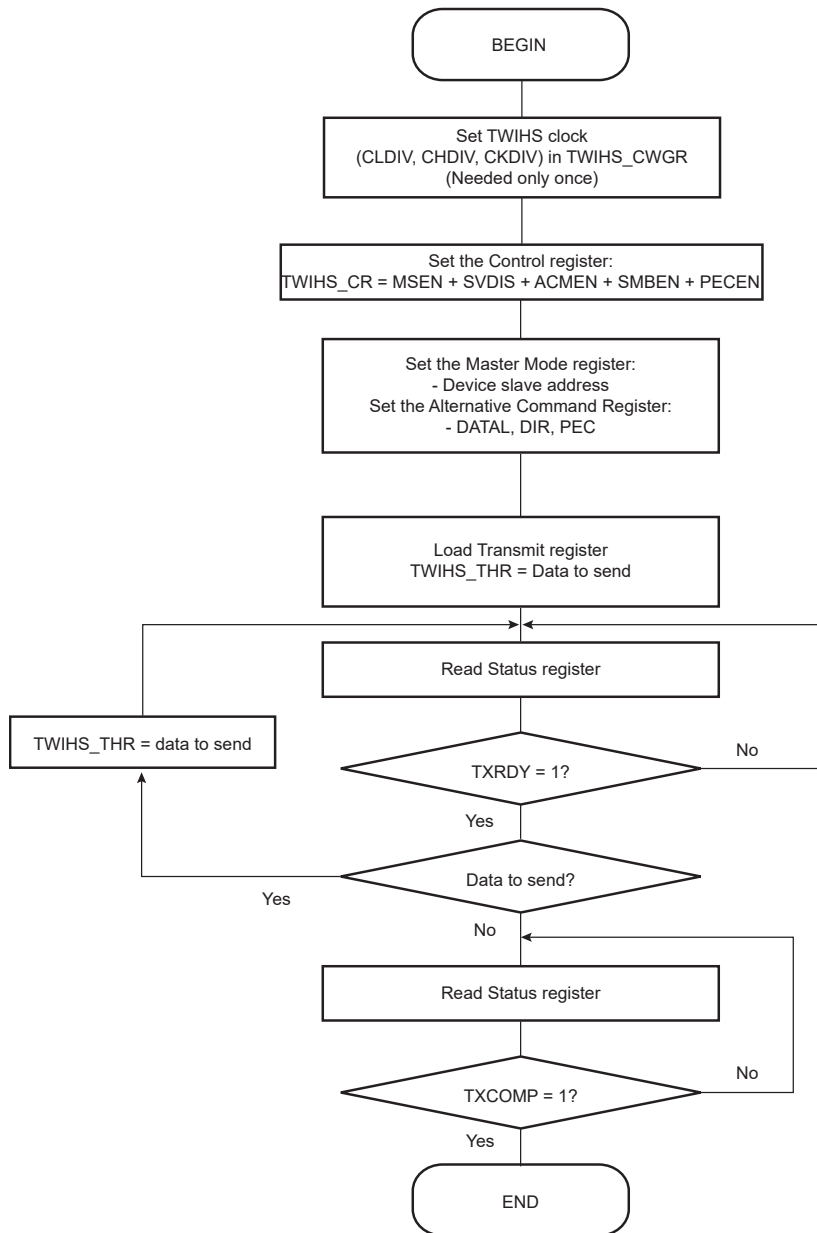 BEGIN
Set TWIHS clock
(CLDIV, CHDIV, CKDIV) in TWIHS_CWGR
(Needed only once)
Set the Control register:
TWIHS_CR = MSEN + SVDIS + ACMEN + SMBEN + PECEN
Set the Master Mode register:
- Device slave address
Set the Alternative Command Register:
- DATAL, DIR, PEC
Load Transmit register
TWIHS_THR = Data to send
Read Status register
TWIHS_THR = data to send
TXRDY = 1?
No
Yes
Data to send?
Yes
No
Read Status register
TXCOMP = 1?
No
Yes
END